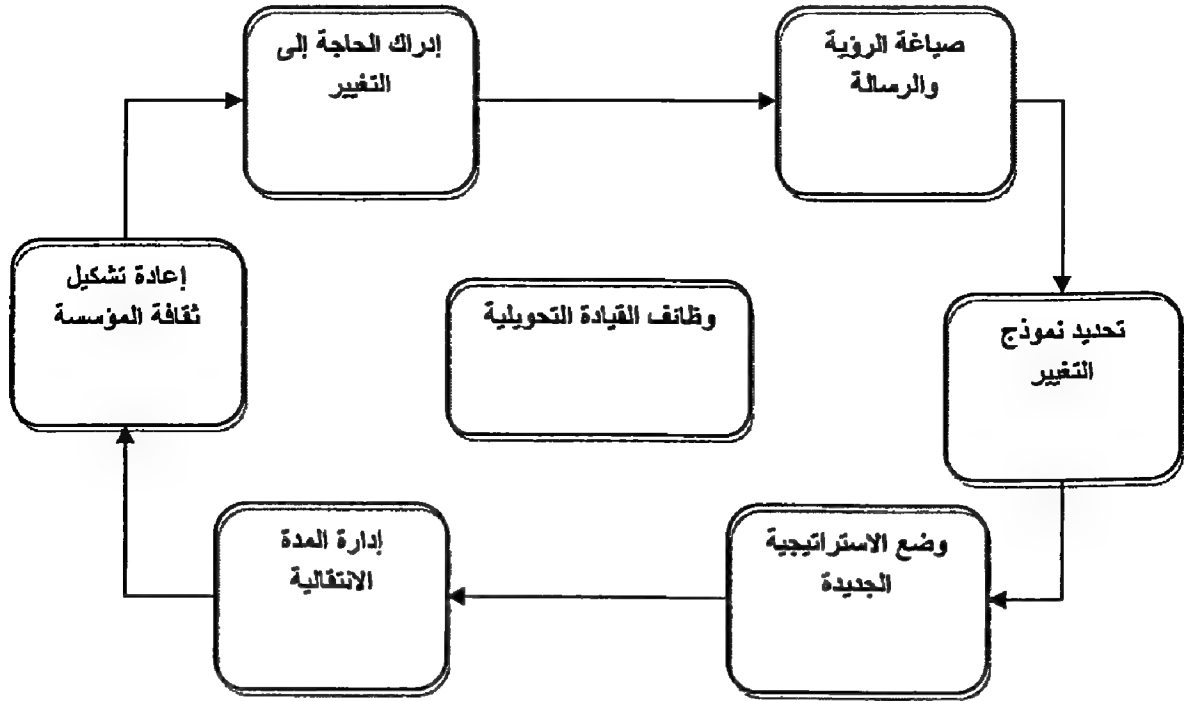 إدراك الحاجة إلى
التغيير
صياغة الرؤية
والرسالة
تحديد نموذج
التغيير
وضع الاستراتيجية
الجديدة
إدارة المدة
الانتقالية
إعادة تشكيل
ثقافة المؤسسة
وظائف القيادة التحويلية